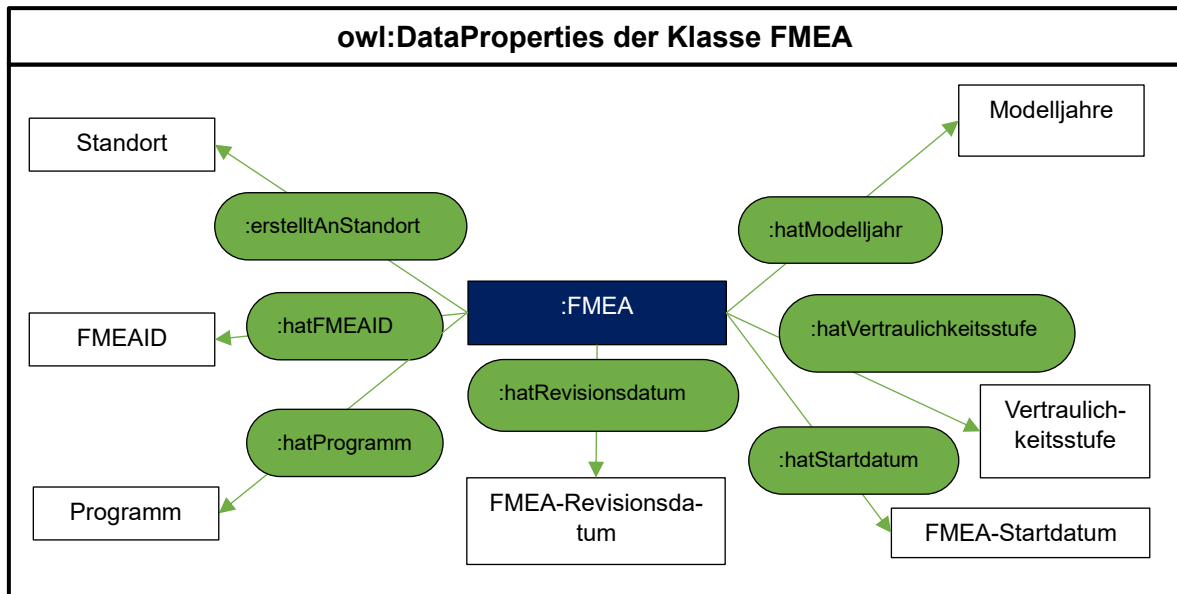 owl:DataProperties der Klasse FMEA
Modelljahre
Standort
:erstelltAnStandort
:hatModelljahr
:FMEA
:hatFMEAID
:hatVertraulichkeitsstufe
FMEAID
:hatRevisionsdatum
Vertraulich-
keitsstufe
:hatProgramm
:hatStartdatum
Programm
FMEA-Revisionsda-
tum
FMEA-Startdatum